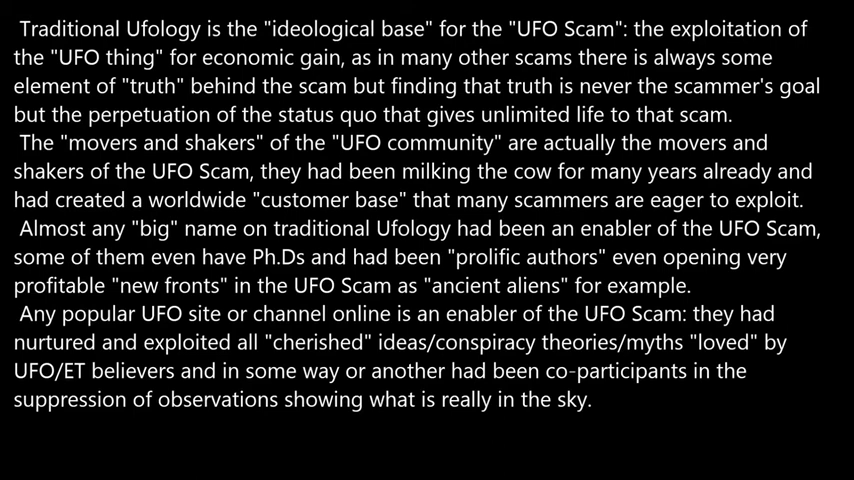 Traditional Ufology is the "ideological base" for the "UFO Scam": the exploitation of
the "UFO thing" for economic gain, as in many other scams there is always some
element of "truth" behind the scam but finding that truth is never the scammer's goal
but the perpetuation of the status quo that gives unlimited life to that scam.
The "movers and shakers" of the "UFO community" are actually the movers and
shakers of the UFO Scam, they had been milking the cow for many years already and
had created a worldwide "customer base" that many scammers are eager to exploit.
Almost any "big" name on traditional Ufology had been an enabler of the UFO Scam,
some of them even have Ph.Ds and had been "prolific authors" even opening very
profitable "new fronts" in the UFO Scam as "ancient aliens" for example.
Any popular UFO site or channel online is an enabler of the UFO Scam: they had
nurtured and exploited all "cherished" ideas/conspiracy theories/myths "loved" by
UFO/ET believers and in some way or another had been co-participants in the
suppression of observations showing what is really in the sky.